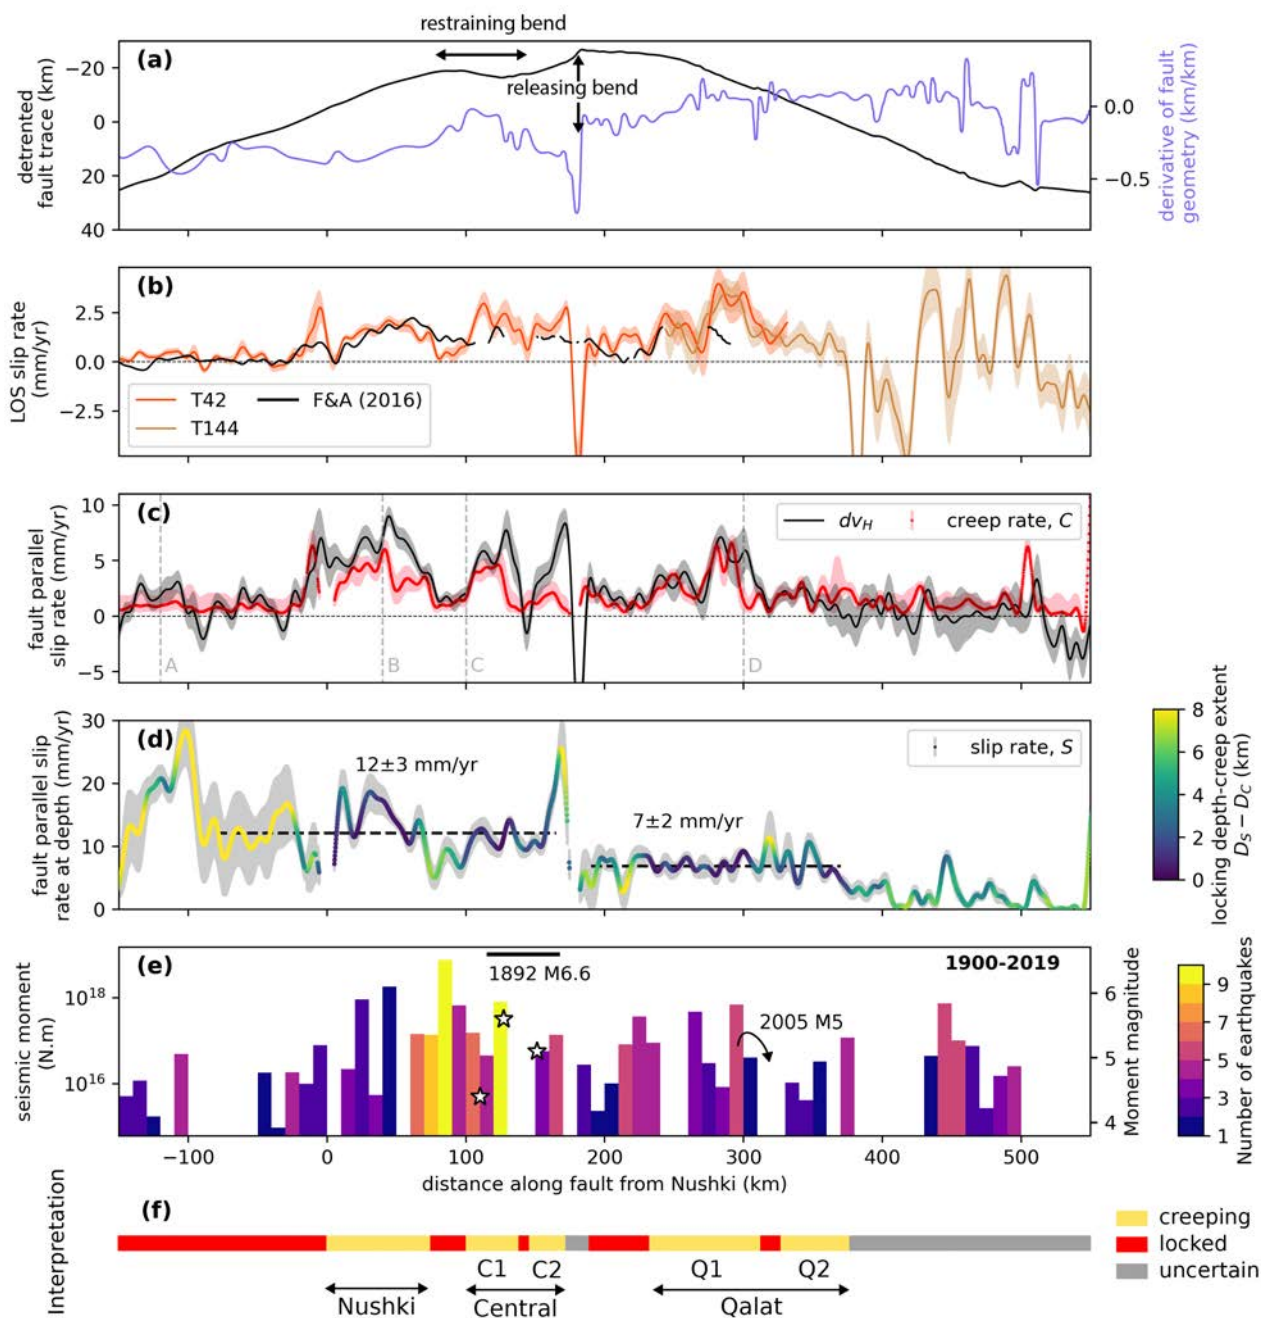 restraining bend
(a)
releasing bend
detrented
fault trace (km)
−20
0
20
40
0.0
−0.5
derivative of fault
geometry (km/km)
(b)
LOS slip rate
(mm/yr)
2.5
0.0
−2.5
T42
F&A (2016)
T144
(c)
fault parallel
slip rate (mm/yr)
10
5
0
−5
dvH
creep rate, C
A
B
C
D
(d)
fault parallel slip
rate at depth (mm/yr)
30
20
10
0
12±3 mm/yr
7±2 mm/yr
slip rate, S
8
6
4
2
0
locking depth-creep extent
DS − DC (km)
(e)
seismic moment
(N.m)
10^18
10^16
1892 M6.6
1900-2019
2005 M5
6
5
4
Moment magnitude
9
7
5
3
1
Number of earthquakes
−100
0
100
200
300
400
500
distance along fault from Nushki (km)
Interpretation
(f)
C1
C2
Q1
Q2
Nushki
Central
Qalat
creeping
locked
uncertain